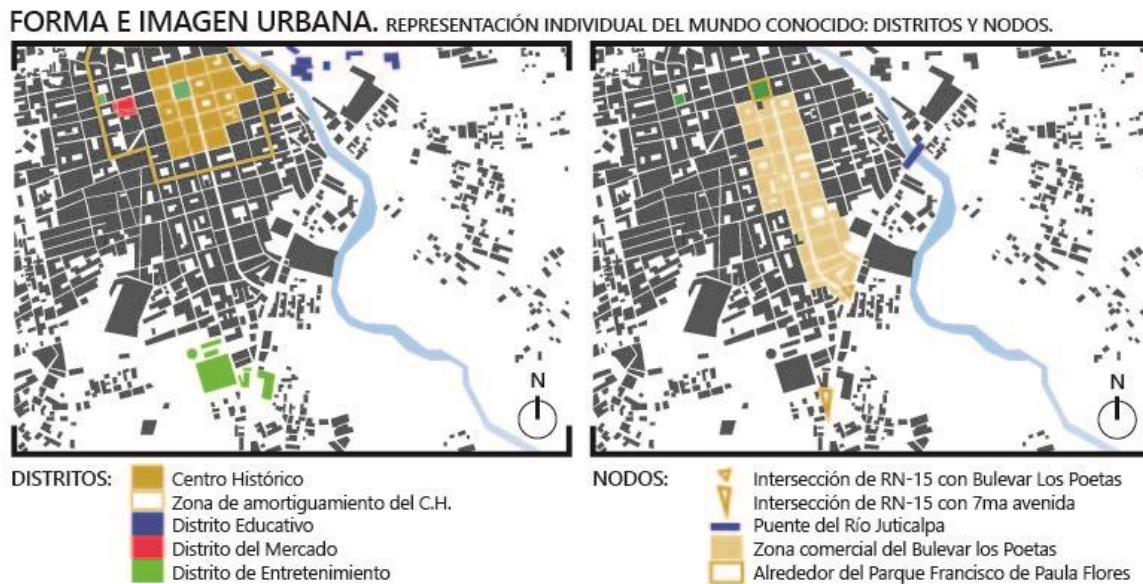 FORMA E IMAGEN URBANA. REPRESENTACIÓN INDIVIDUAL DEL MUNDO CONOCIDO: DISTRITOS Y NODOS.
N
N
DISTRITOS:
Centro Histórico
Zona de amortiguamiento del C.H.
Distrito Educativo
Distrito del Mercado
Distrito de Entretenimiento
NODOS:
Intersección de RN-15 con Bulevar Los Poetas
Intersección de RN-15 con 7ma avenida
Puente del Río Juticalpa
Zona comercial del Bulevar los Poetas
Alrededor del Parque Francisco de Paula Flores